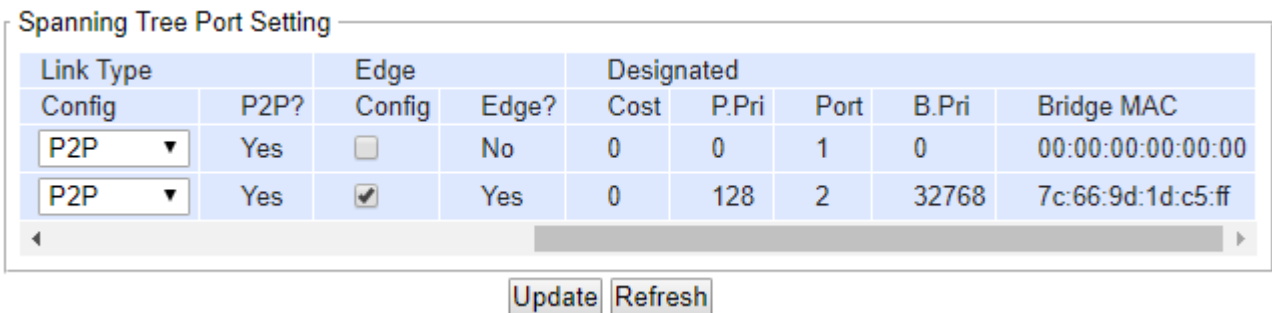 Spanning Tree Port Setting
Link Type Edge Designated
Config P2P? Config Edge? Cost P.Pri Port B.Pri Bridge MAC
P2P Yes No 0 0 1 0 00:00:00:00:00:00
P2P Yes Yes 0 128 2 32768 7c:66:9d:1d:c5:ff
Update Refresh